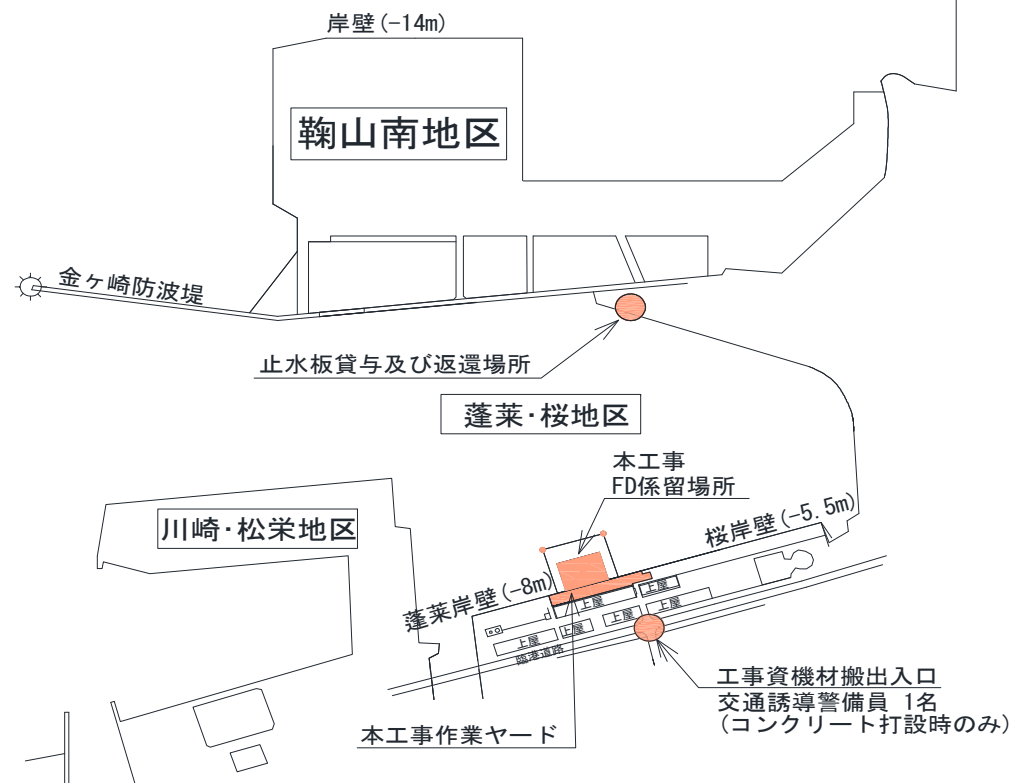 岸壁(-14m)
鞠山南地区
金ヶ崎防波堤
止水板貸与及び返還場所
蓬莱・桜地区
本工事
FD係留場所
川崎・松栄地区
桜岸壁(-5.5m)
蓬莱岸壁(-8m)
上屋
上屋
上屋
上屋
上屋
上屋
臨港道路
工事資機材搬出入口
交通誘導警備員 1名
(コンクリート打設時のみ)
本工事作業ヤード